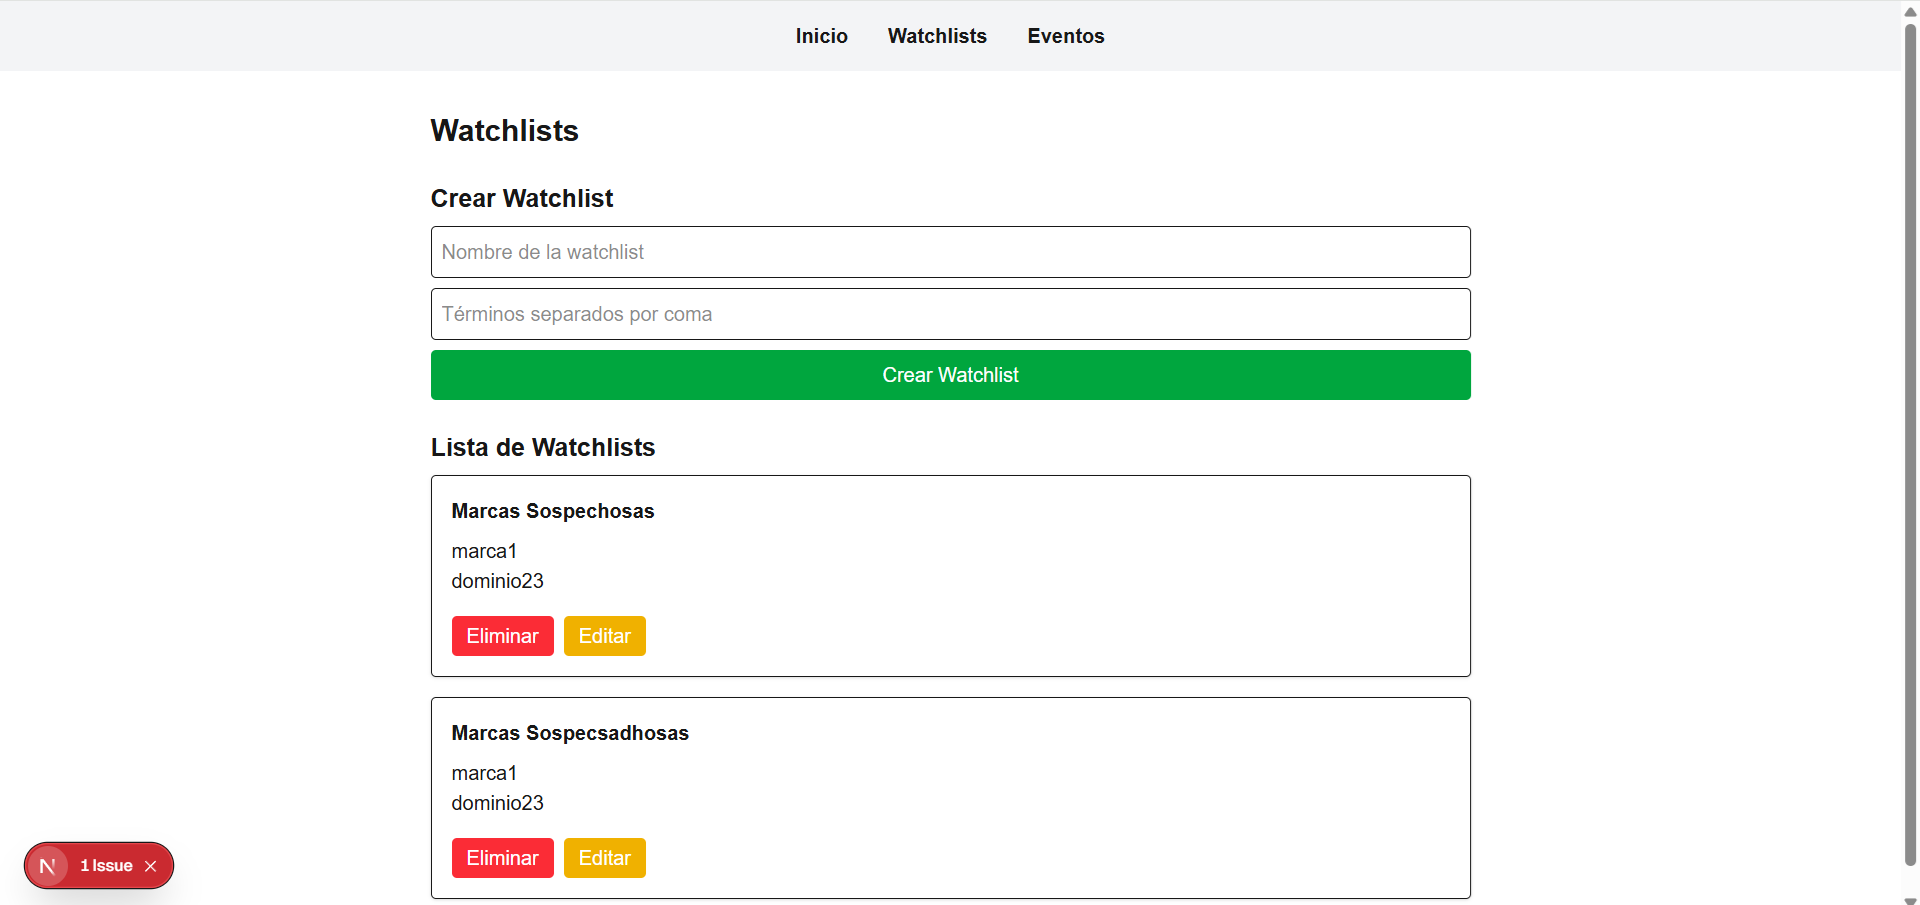 Inicio Watchlists Eventos
Watchlists
Crear Watchlist
Nombre de la watchlist
Términos separados por coma
Crear Watchlist
Lista de Watchlists
Marcas Sospechosas
marca1
dominio23
Eliminar Editar
Marcas Sospecsadhosas
marca1
dominio23
Eliminar Editar
N 1 Issue